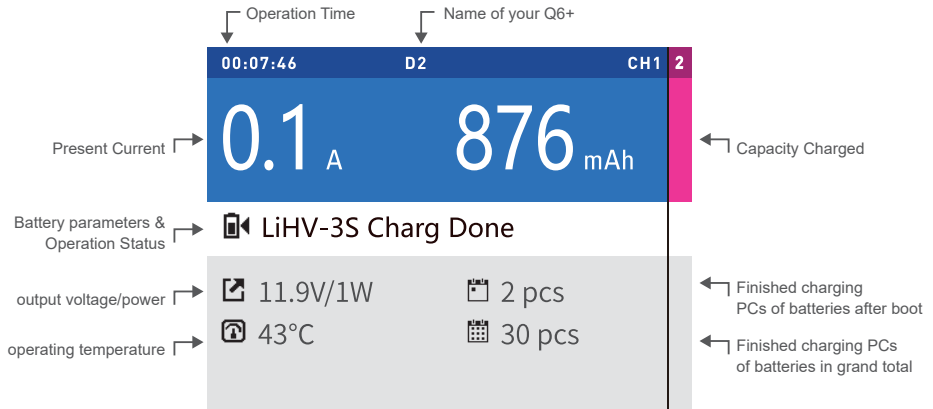 Operation Time
Name of your Q6+
00:07:46 D2 CH1 2
Present Current
0.1 A 876 mAh
Capacity Charged
Battery parameters &
Operation Status
LiHV-3S Charg Done
output voltage/power
11.9V/1W 2 pcs
Finished charging
PCs of batteries after boot
operating temperature
43°C 30 pcs
Finished charging PCs
of batteries in grand total